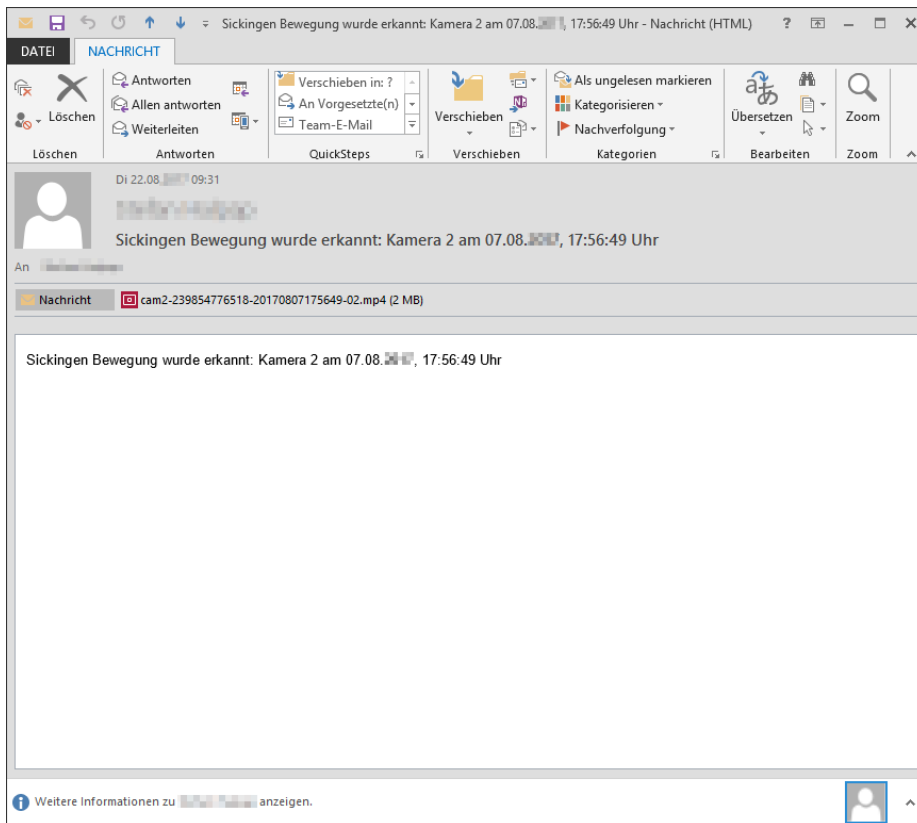 Sickingen Bewegung wurde erkannt: Kamera 2 am 07.08. , 17:56:49 Uhr - Nachricht (HTML) ?
DATEI NACHRICHT
Löschen
Antworten
Allen antworten
Weiterleiten
Verschieben in: ?
An Vorgesetzte(n)
Team-E-Mail
Verschieben
Als ungelesen markieren
Kategorisieren
Nachverfolgung
Übersetzen
Zoom
Löschen Antworten QuickSteps Verschieben Kategorien Bearbeiten Zoom
Di 22.08. 09:31
Sickingen Bewegung wurde erkannt: Kamera 2 am 07.08. , 17:56:49 Uhr
An
Nachricht cam2-239854776518-20170807175649-02.mp4 (2 MB)
Sickingen Bewegung wurde erkannt: Kamera 2 am 07.08. , 17:56:49 Uhr
Weitere Informationen zu anzeigen.